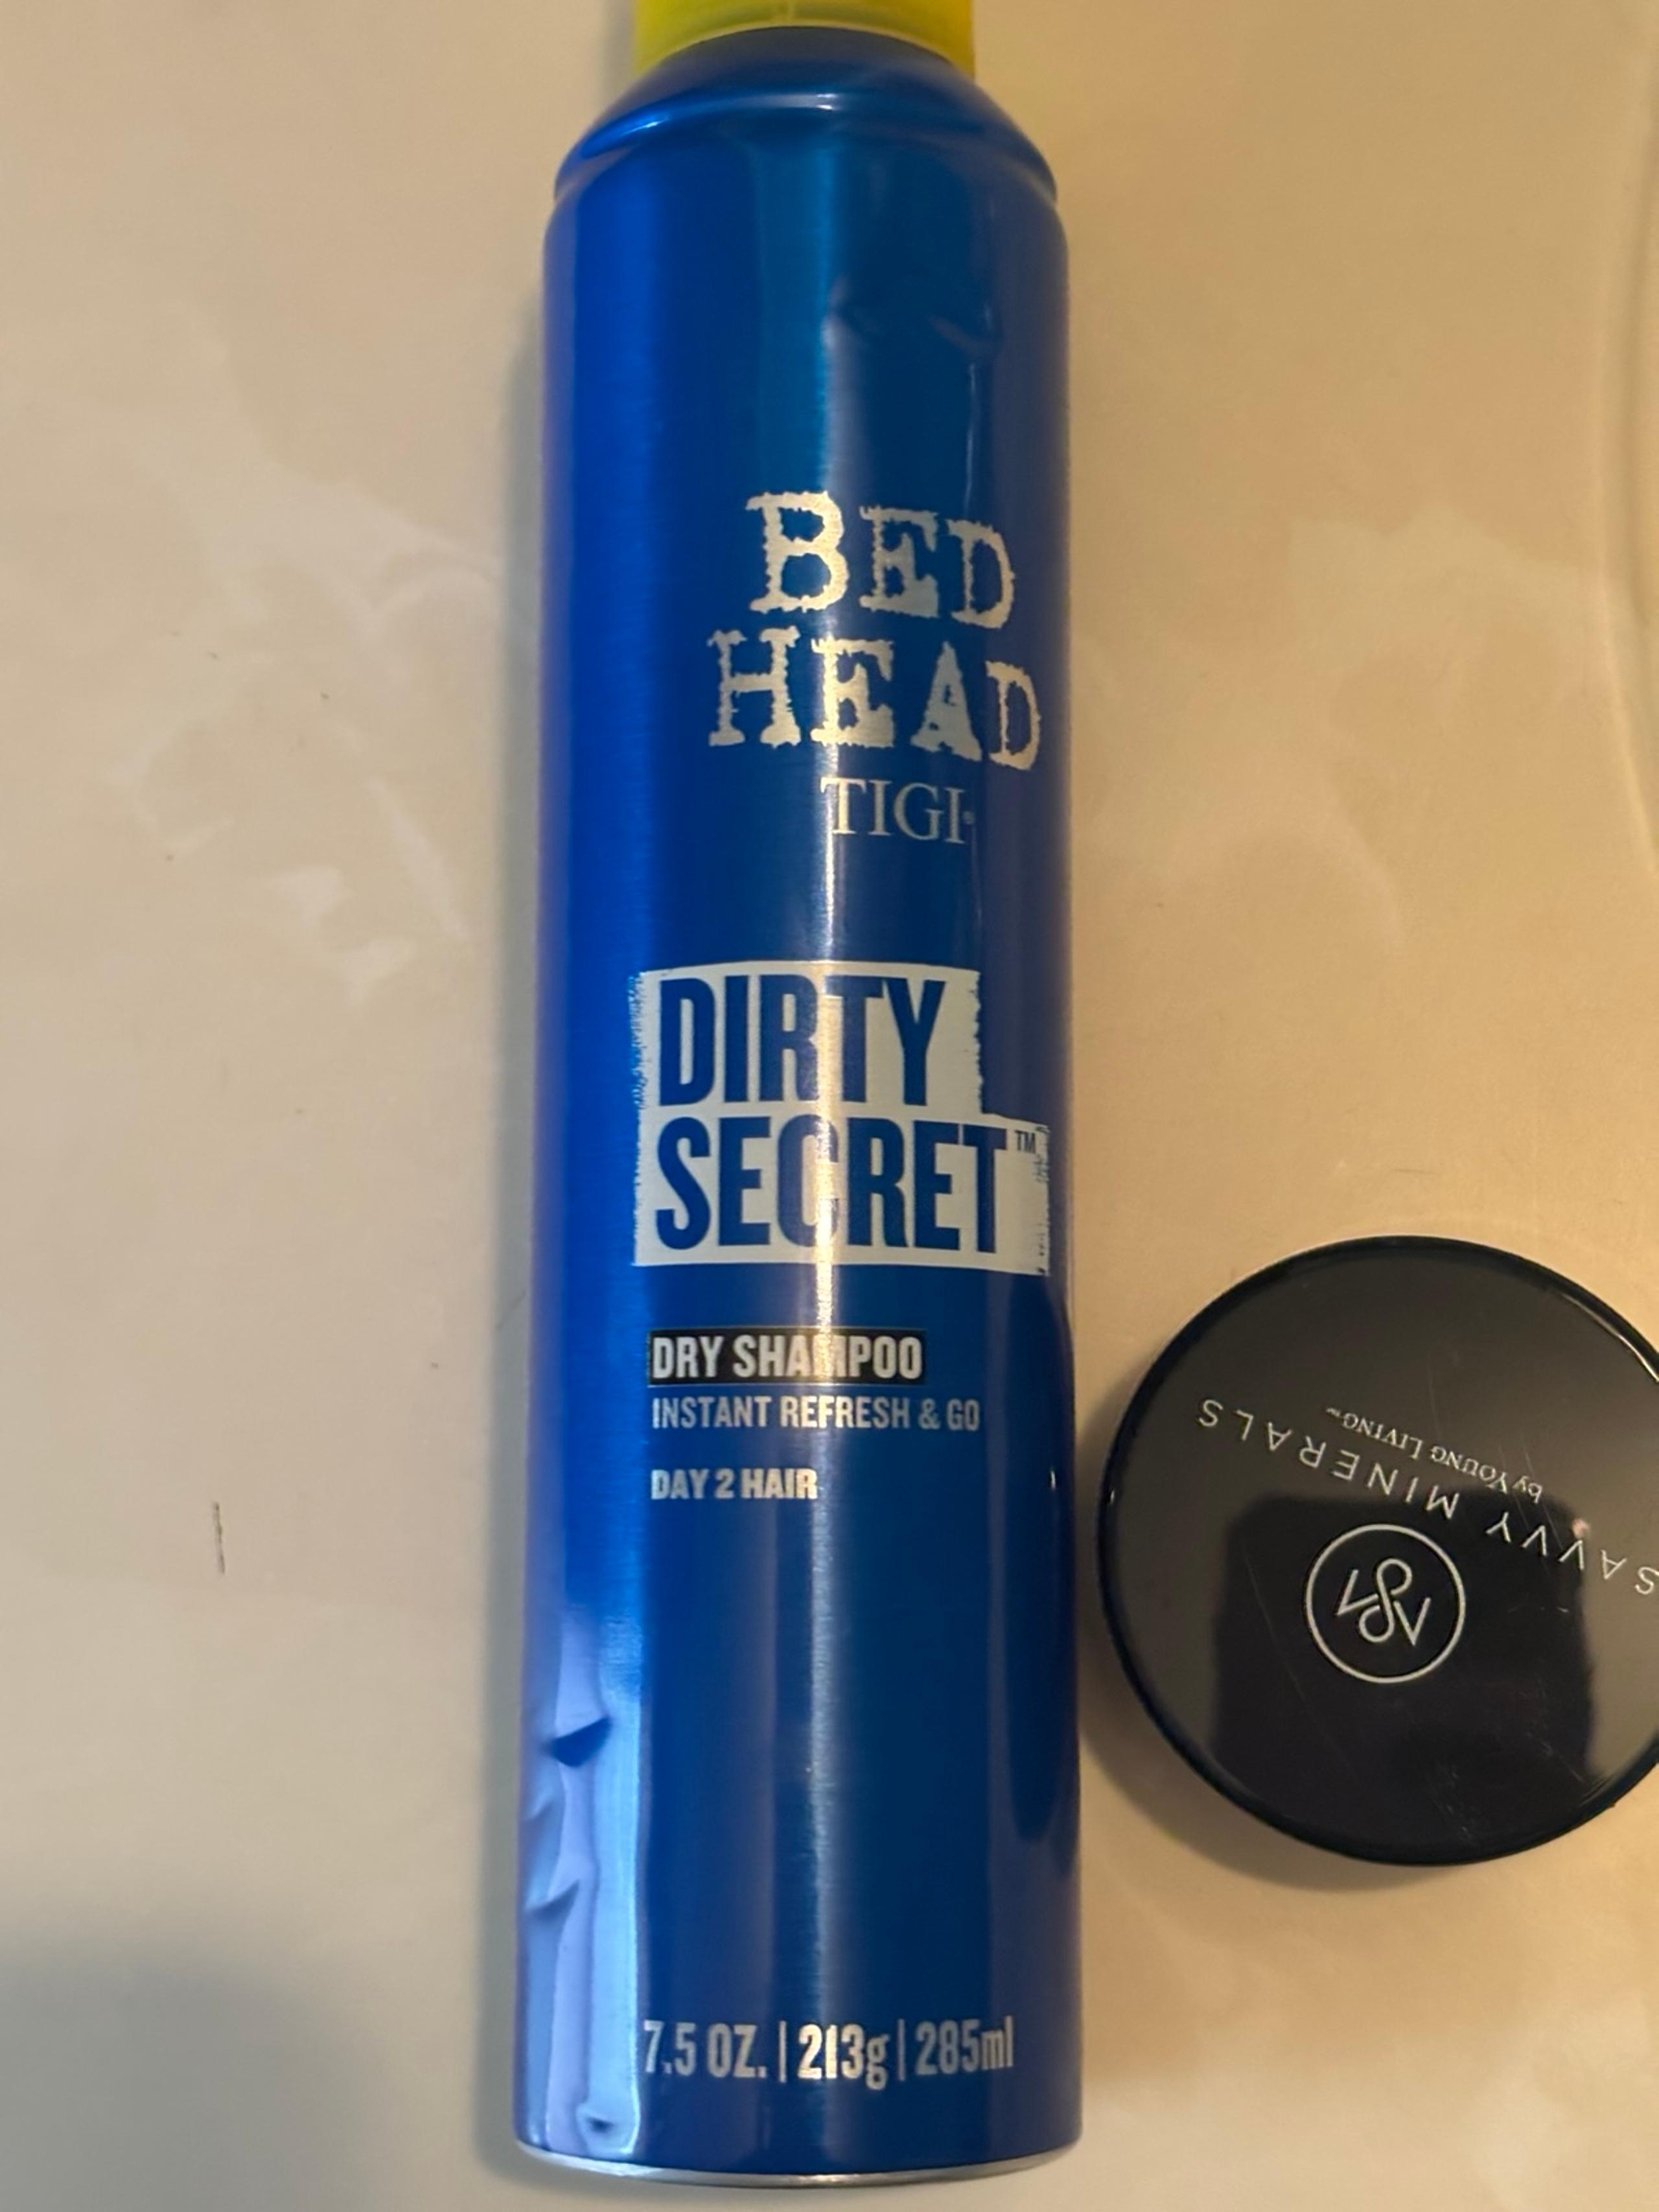 BED
HEAD
TIGI®
DIRTY
SECRET™
DRY SHAMPOO
INSTANT REFRESH & GO
DAY 2 HAIR
7.5 OZ. | 213g | 285ml
SAVVY MINERALS
by YOUNG LIVING™